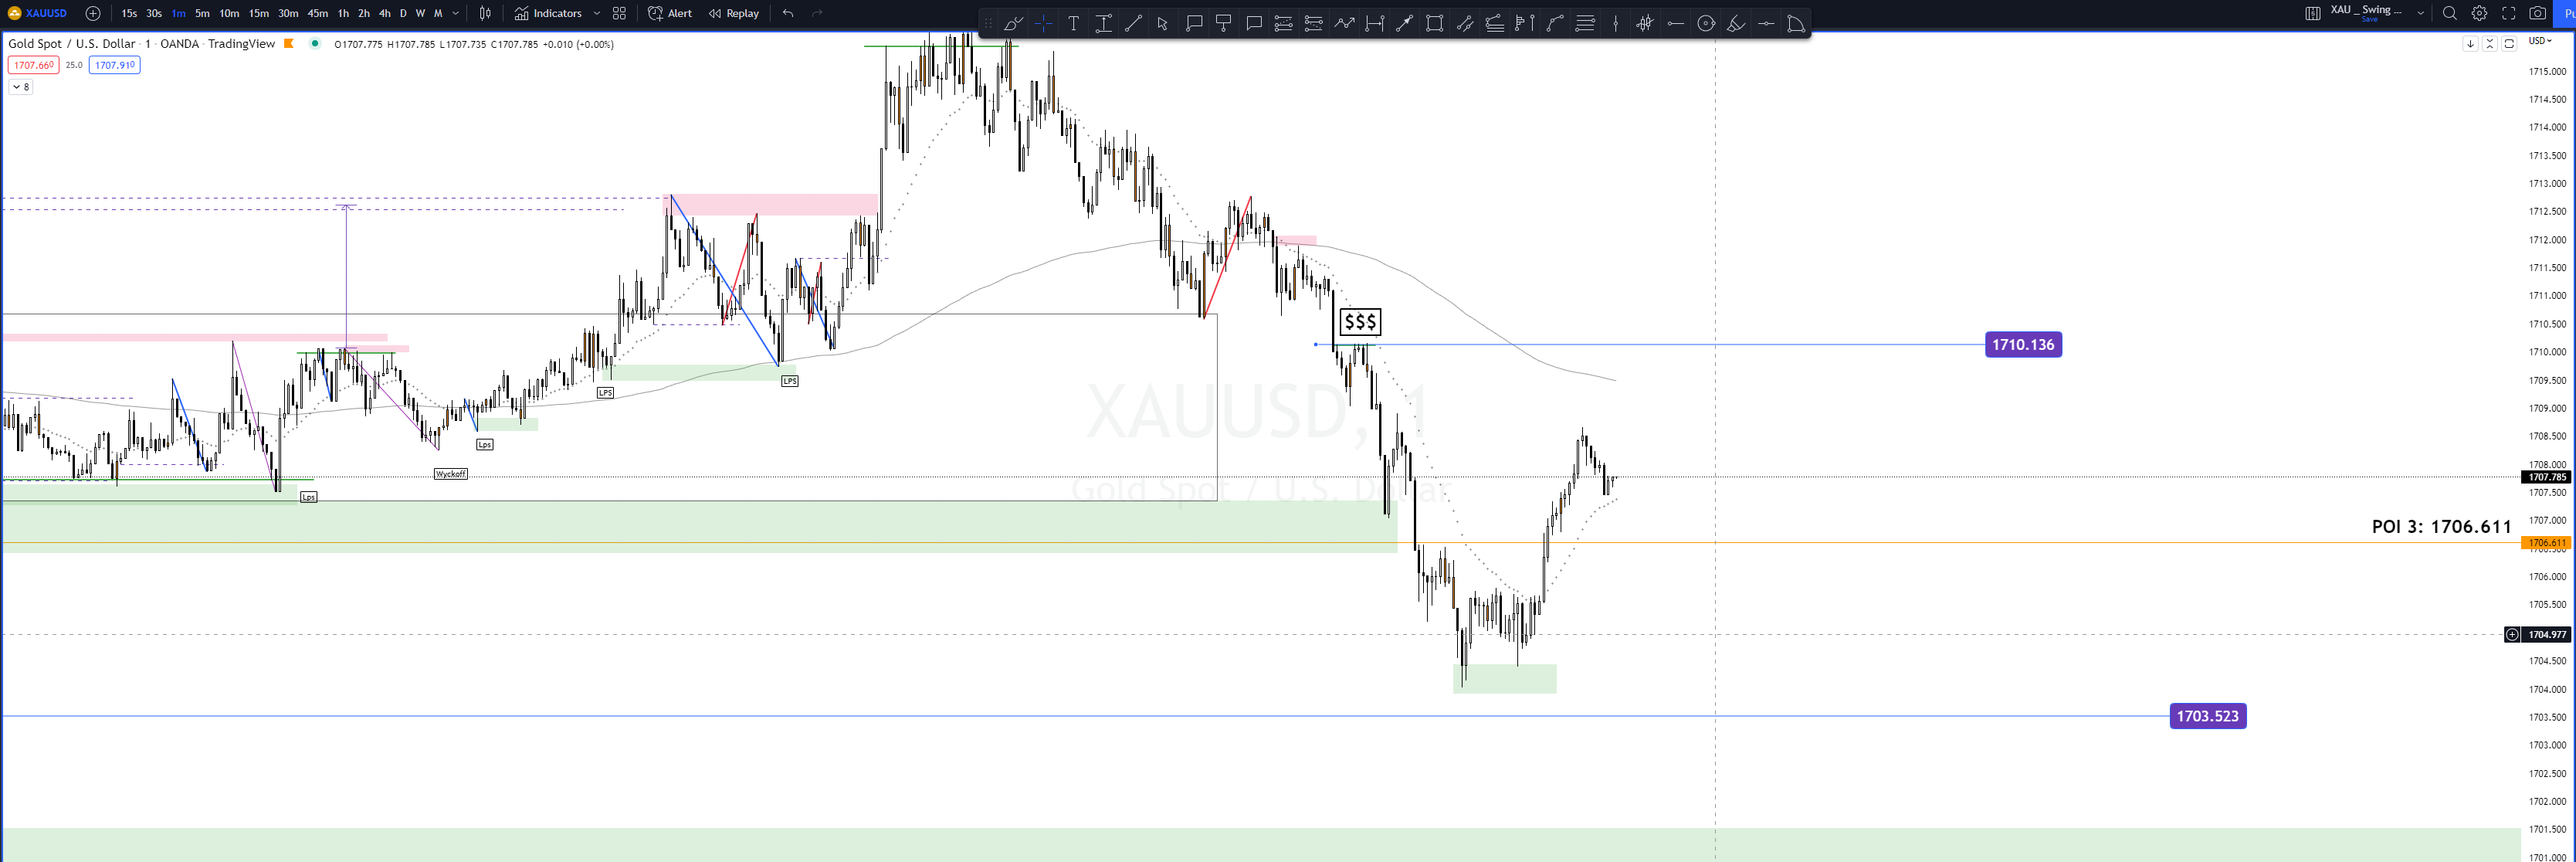 XAUUSD 15s 30s 1m 5m 10m 15m 30m 45m 1h 2h 4h D W M Indicators Alert Replay XAU _ Swing ...
Save
Gold Spot / U.S. Dollar · 1 · OANDA · TradingView O1707.775 H1707.785 L1707.735 C1707.785 +0.010 (+0.00%) USD
1707.660 25.0 1707.910
8
1715.000
1714.500
1714.000
1713.500
1713.000
1712.500
1712.000
1711.500
1711.000
1710.500
$$$
1710.136
1710.000
1709.500
LPS
LPS
1709.000
XAUUSD, 1
1708.500
Lps
1708.000
Wyckoff
1707.785
Gold Spot / U.S. Dollar
1707.500
Lps
1707.000
POI 3: 1706.611
1706.611
1706.000
1705.500
1704.977
1704.500
1704.000
1703.523
1703.500
1703.000
1702.500
1702.000
1701.500
1701.000